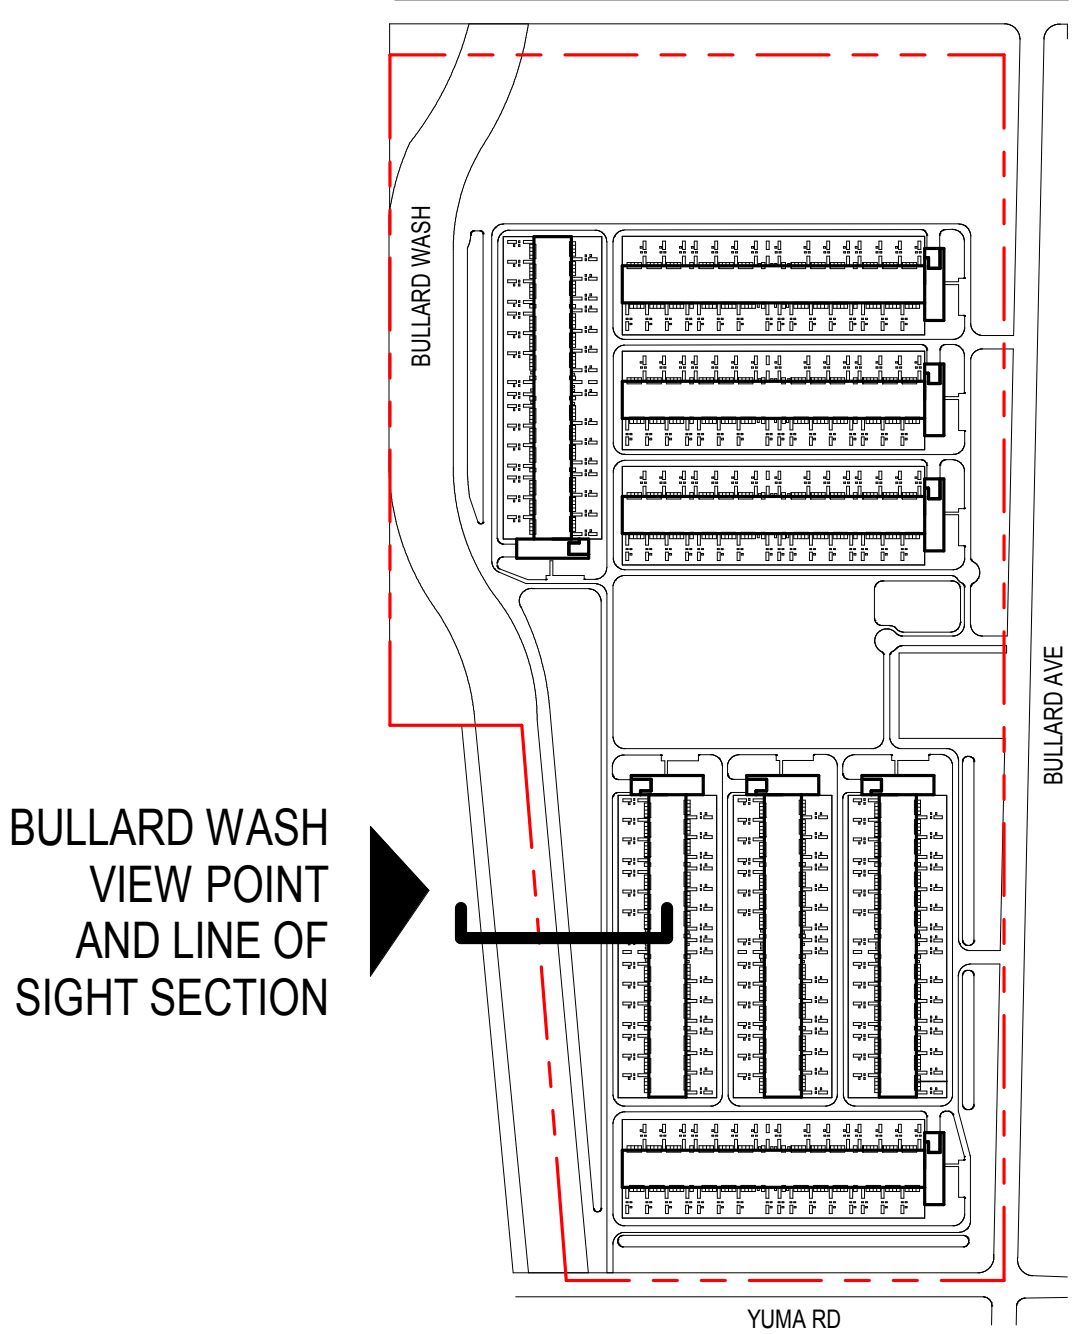 BULLARD WASH
BULLARD AVE
BULLARD WASH
VIEW POINT
AND LINE OF
SIGHT SECTION
YUMA RD